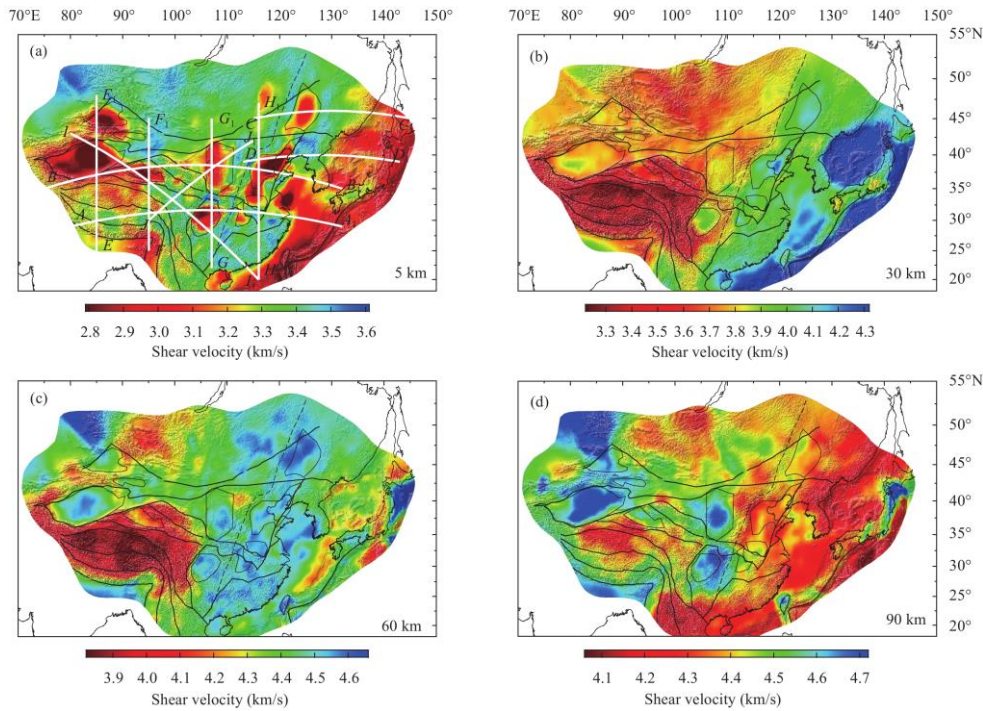 70°E 80° 90° 100° 110° 120° 130° 140° 150° 70°E 80° 90° 100° 110° 120° 130° 140° 150°
55°N
(a)
(b)
50°
E₁
H₁
45°
F₁
G₁
C
C₁
I
40°
D
D₁
B
35°
A
30°
E
F
25°
G
H
5 km
30 km
20°
2.8 2.9 3.0 3.1 3.2 3.3 3.5 3.6
3.3 3.4 3.5 3.6 3.7 3.8 3.9 4.0 4.1 4.2 4.3
Shear velocity (km/s)
Shear velocity (km/s)
55°N
(c)
(d)
50°
45°
40°
35°
30°
25°
60 km
90 km
20°
3.9 4.0 4.1 4.2 4.3 4.4 4.5 4.6
4.1 4.2 4.3 4.4 4.5 4.6 4.7
Shear velocity (km/s)
Shear velocity (km/s)